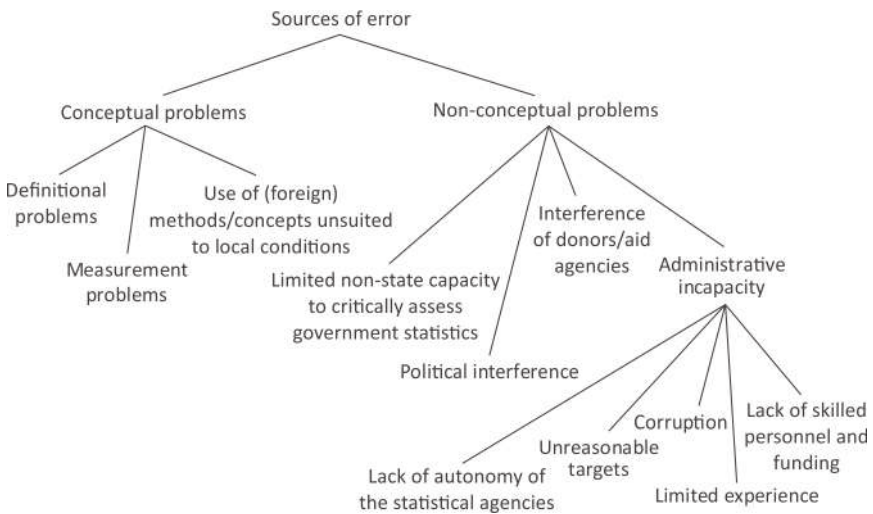 Sources of error
Conceptual problems
Non-conceptual problems
Definitional
problems
Measurement
problems
Use of (foreign)
methods/concepts unsuited
to local conditions
Limited non-state capacity
to critically assess
government statistics
Political interference
Interference
of donors/aid
agencies
Administrative
incapacity
Lack of autonomy of
the statistical agencies
Unreasonable
targets
Corruption
Limited experience
Lack of skilled
personnel and
funding